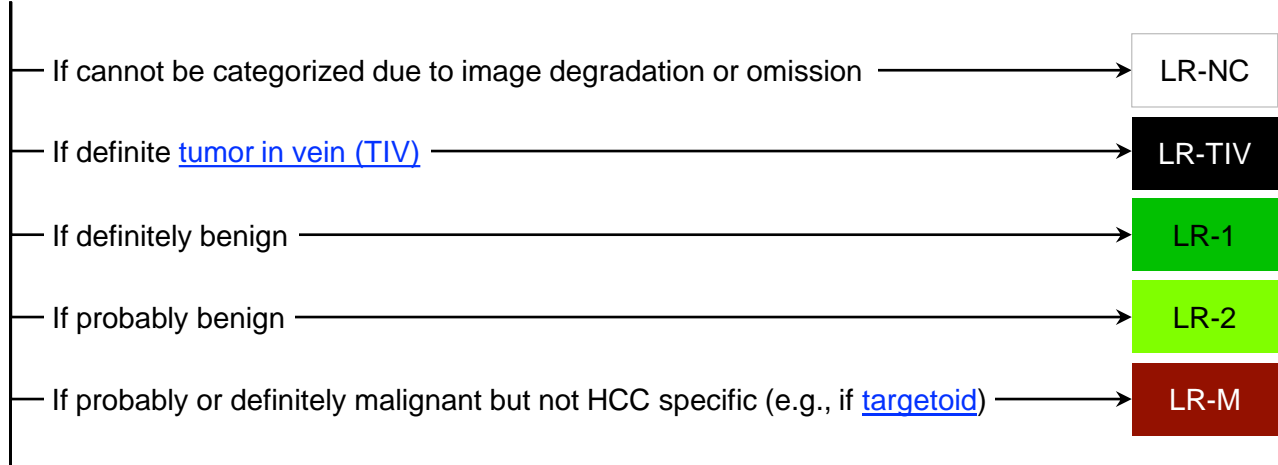 If cannot be categorized due to image degradation or omission LR-NC
If definite tumor in vein (TIV) LR-TIV
If definitely benign LR-1
If probably benign LR-2
If probably or definitely malignant but not HCC specific (e.g., if targetoid) LR-M